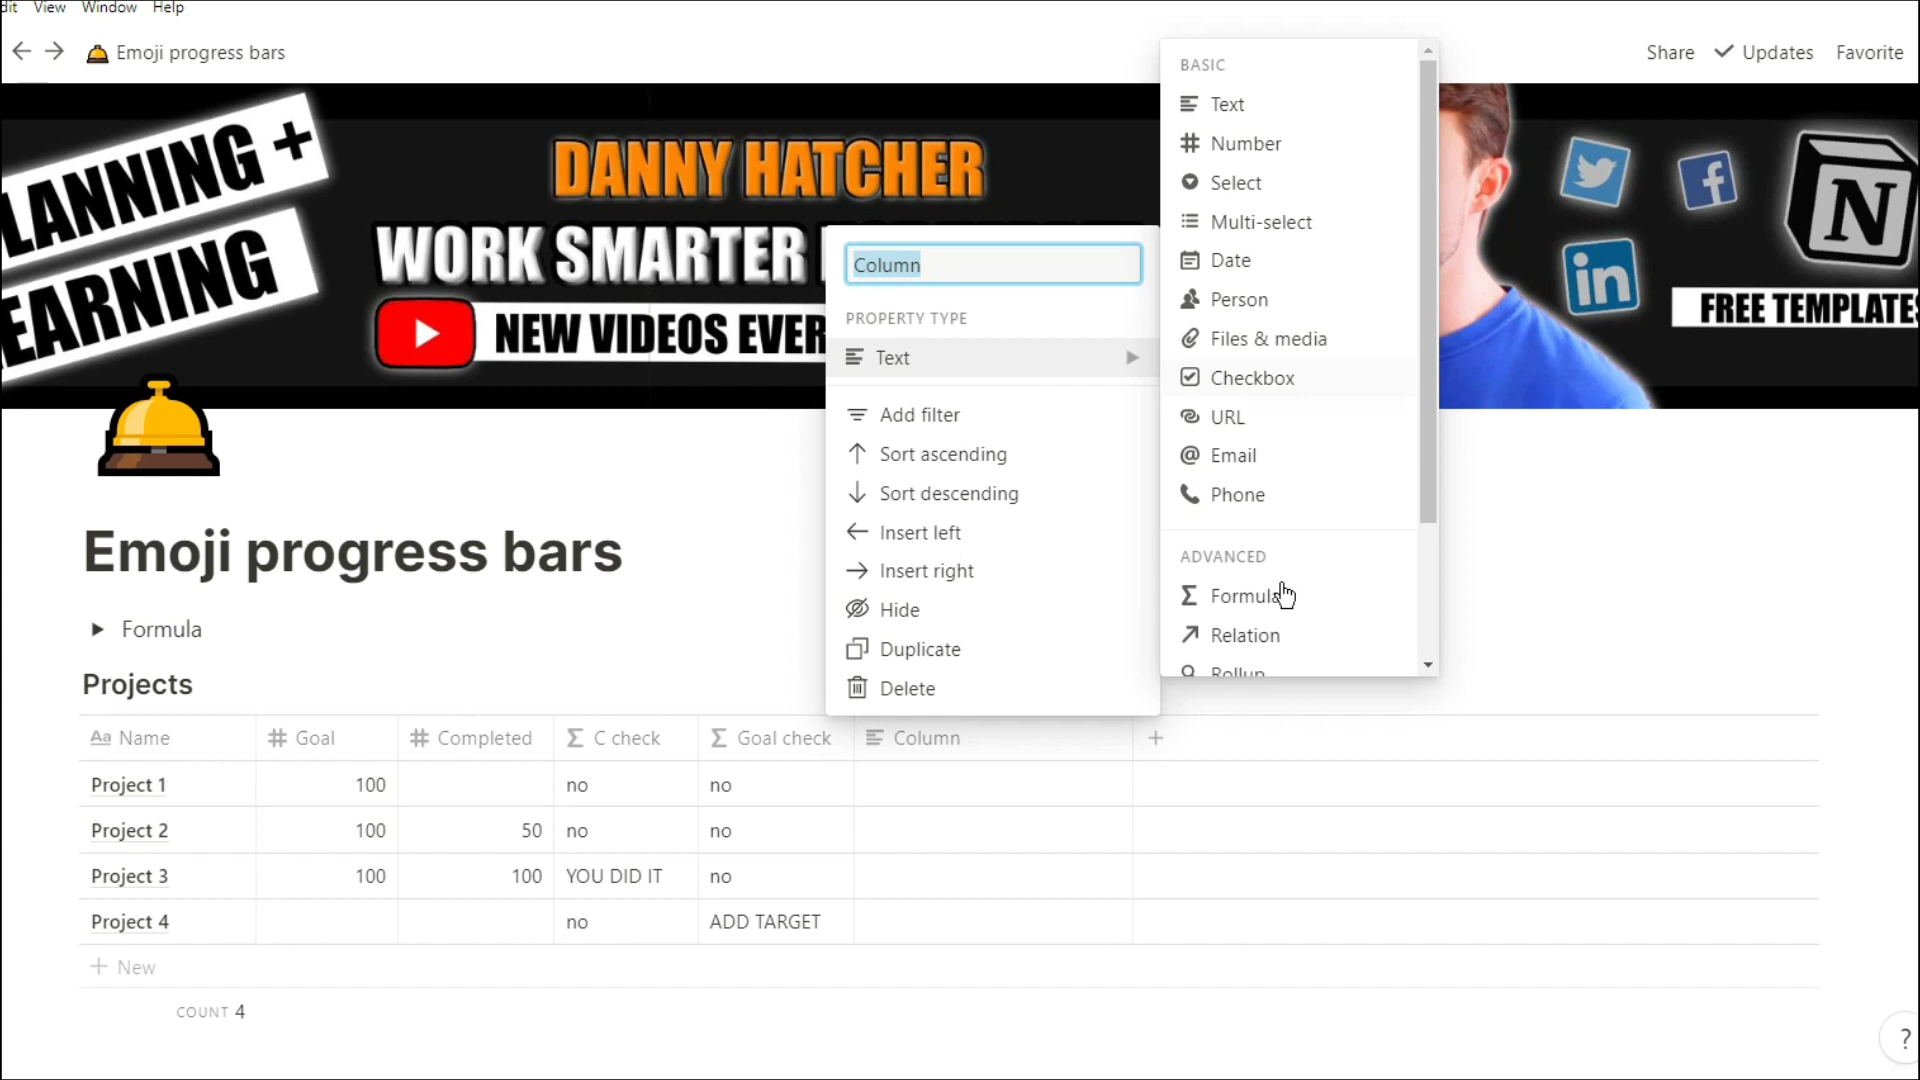 dit View Window Help
Emoji progress bars
Share Updates Favorite
LANNING +
EARNING
DANNY HATCHER
WORK SMARTER
NEW VIDEOS EVER
FREE TEMPLATES
N
Column
PROPERTY TYPE
Text
Add filter
Sort ascending
Sort descending
Insert left
Insert right
Hide
Duplicate
Delete
BASIC
Text
Number
Select
Multi-select
Date
Person
Files & media
Checkbox
URL
Email
Phone
ADVANCED
Formula
Relation
Rollup
Emoji progress bars
Formula
Projects
Aa Name # Goal # Completed Σ C check Σ Goal check Column +
Project 1 100 no no
Project 2 100 50 no no
Project 3 100 100 YOU DID IT no
Project 4 no ADD TARGET
+ New
COUNT 4
?